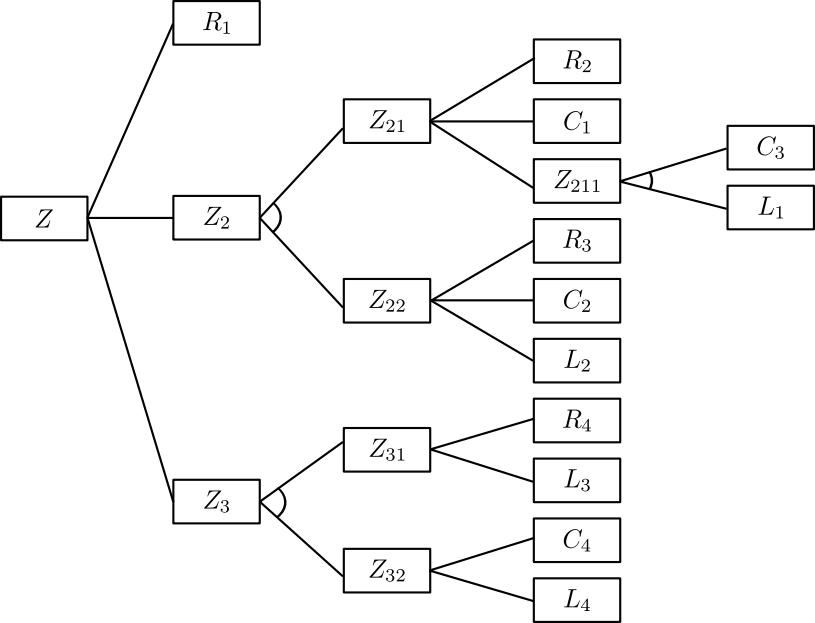 R₁
R₂
Z₂₁
C₁
C₃
Z₂₁₁
L₁
Z
Z₂
R₃
Z₂₂
C₂
L₂
R₄
Z₃₁
L₃
Z₃
C₄
Z₃₂
L₄